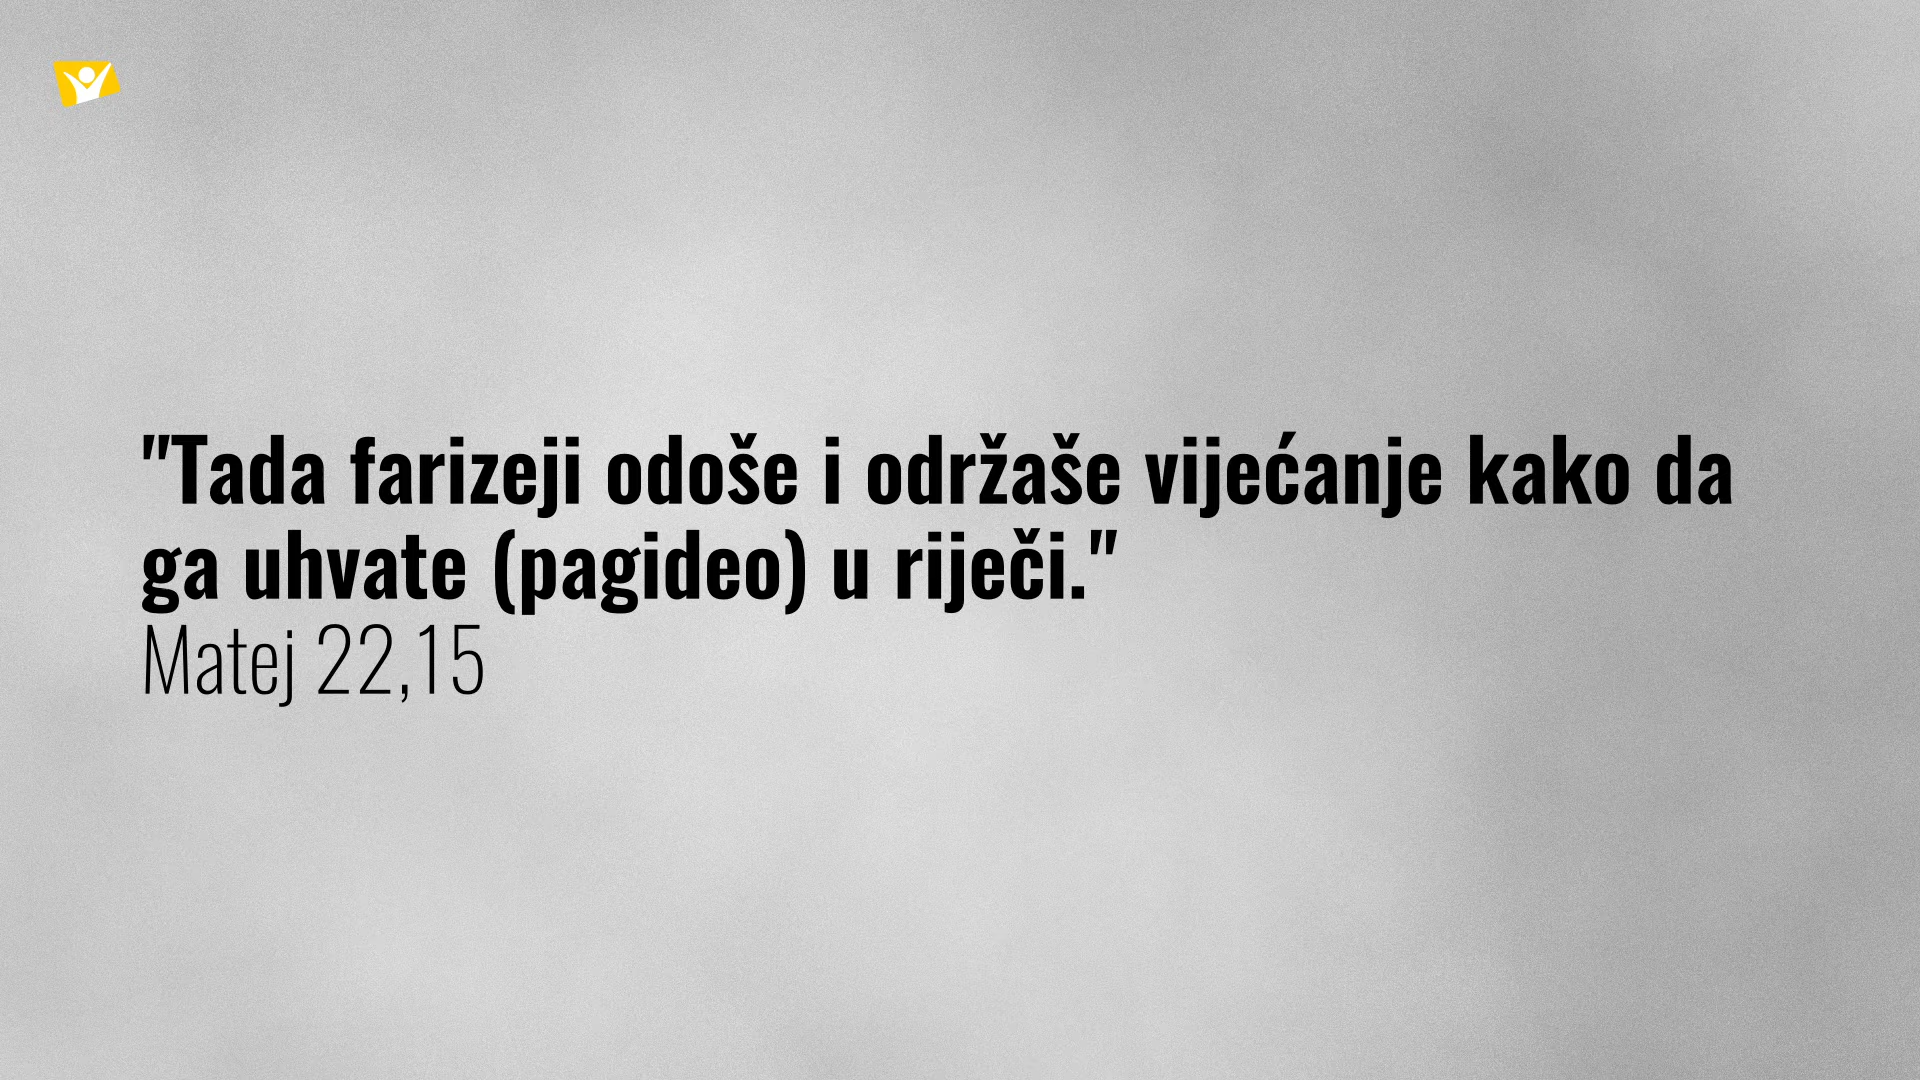 "Tada farizeji odoše i održaše vijećanje kako da
ga uhvate (pagideo) u riječi."
Matej 22,15